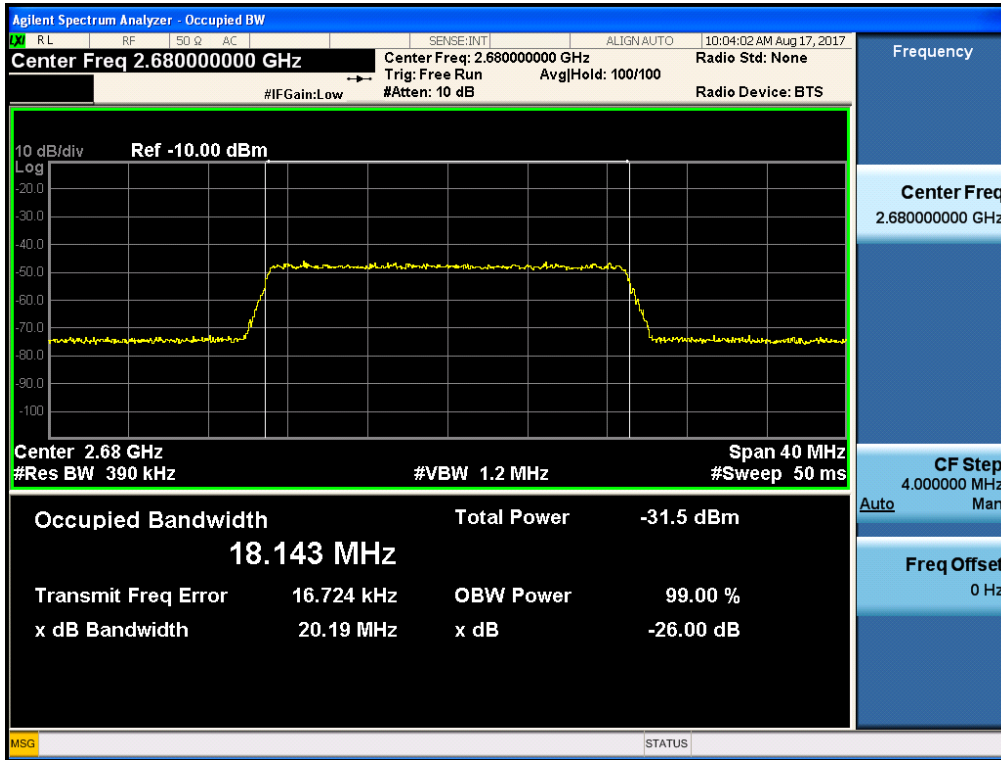 Agilent Spectrum Analyzer - Occupied BW
LXI RL RF 50 Ω AC SENSE:INT ALIGN AUTO 10:04:02 AM Aug 17, 2017
Center Freq 2.680000000 GHz
Center Freq: 2.680000000 GHz Radio Std: None
Trig: Free Run Avg|Hold: 100/100
#IFGain:Low #Atten: 10 dB Radio Device: BTS
10 dB/div Ref -10.00 dBm
Log
-20.0
-30.0
-40.0
-50.0
-60.0
-70.0
-80.0
-90.0
-100
Center 2.68 GHz Span 40 MHz
#Res BW 390 kHz #VBW 1.2 MHz #Sweep 50 ms
Occupied Bandwidth Total Power -31.5 dBm
18.143 MHz
Transmit Freq Error 16.724 kHz OBW Power 99.00 %
x dB Bandwidth 20.19 MHz x dB -26.00 dB
MSG STATUS
Frequency
Center Freq
2.680000000 GHz
CF Step
4.000000 MHz
Auto Man
Freq Offset
0 Hz